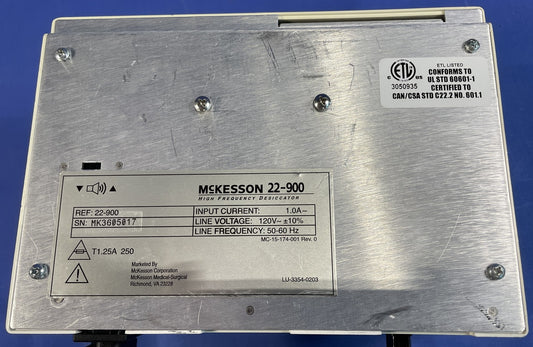 ETL LISTED
CONFORMS TO
UL STD 60601-1
CERTIFIED TO
CAN/CSA STD C22.2 NO. 601.1
C ETL US
3050935
McKESSON 22-900
HIGH FREQUENCY DESICCATOR
REF: 22-900
SN: MK3605017
INPUT CURRENT: 1.0A~
LINE VOLTAGE: 120V~ ±10%
LINE FREQUENCY: 50-60 Hz
MC-15-174-001 Rev. 0
T1.25A 250
Marketed By
McKesson Corporation
McKesson Medical-Surgical
Richmond, VA 23228
LU-3354-0203